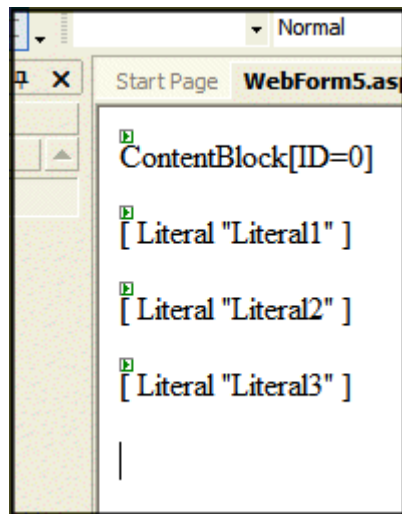 Normal
Start Page WebForm5.asp
ContentBlock[ID=0]
[ Literal "Literal1" ]
[ Literal "Literal2" ]
[ Literal "Literal3" ]